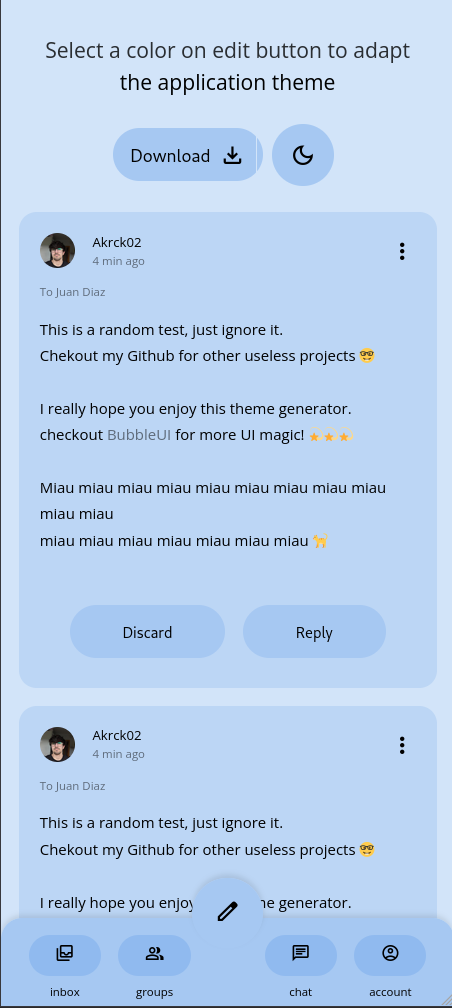 Select a color on edit button to adapt
the application theme
Download
Akrck02
4 min ago
To Juan Diaz
This is a random test, just ignore it.
Chekout my Github for other useless projects 🤓
I really hope you enjoy this theme generator.
checkout BubbleUI for more UI magic! ✨✨✨
Miau miau miau miau miau miau miau miau miau
miau miau
miau miau miau miau miau miau miau 🐈
Discard
Reply
Akrck02
4 min ago
To Juan Diaz
This is a random test, just ignore it.
Chekout my Github for other useless projects 🤓
I really hope you enjoy generator.
inbox
groups
chat
account